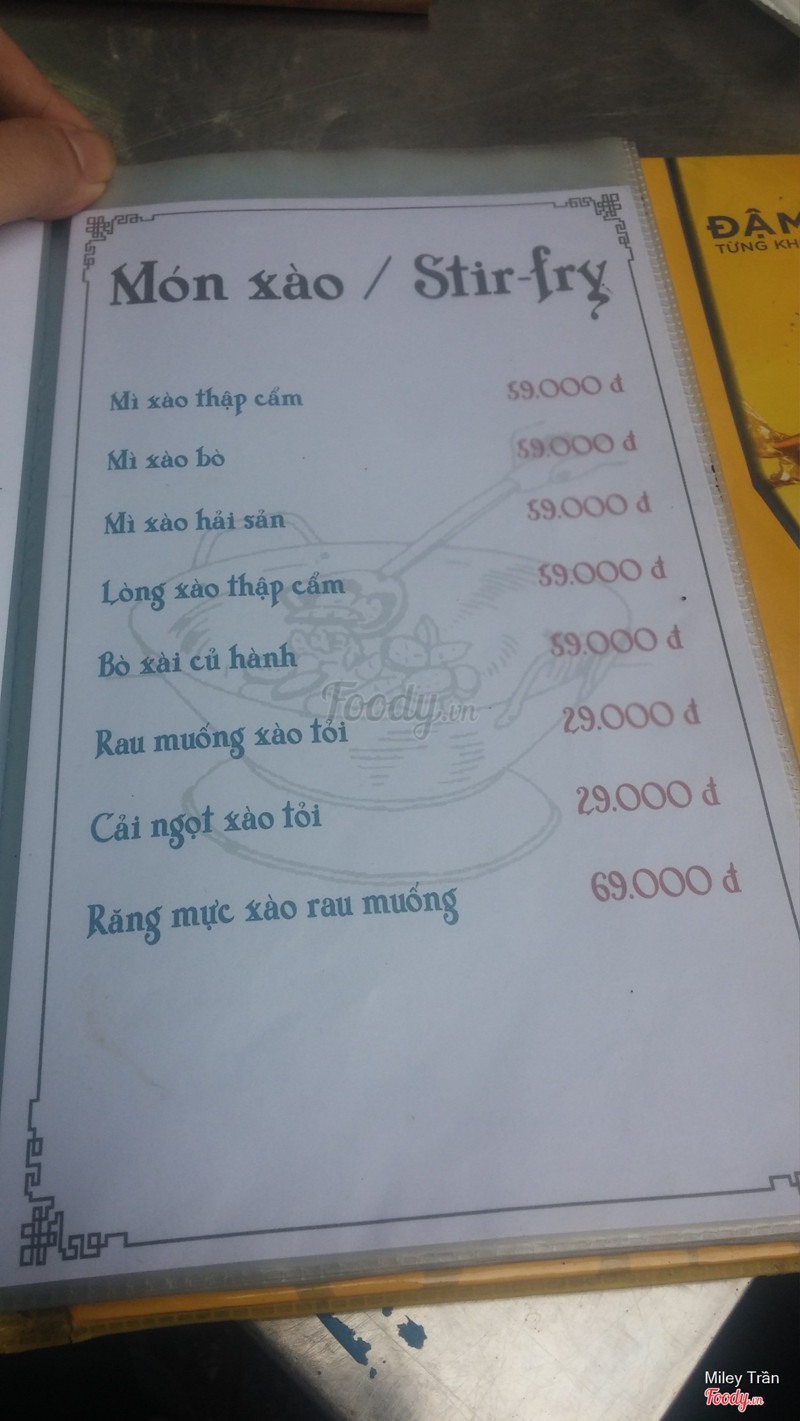 Món xào / Stir-fry
Mì xào thập cẩm 59.000 đ
Mì xào bò 59.000 đ
Mì xào hải sản 59.000 đ
Lòng xào thập cẩm 59.000 đ
Bò xài củ hành 59.000 đ
Rau muống xào tỏi 29.000 đ
Cải ngọt xào tỏi 29.000 đ
Răng mực xào rau muống 69.000 đ
Foody.vn
ĐẬM
TỪNG KH
Miley Trần
Foody.vn